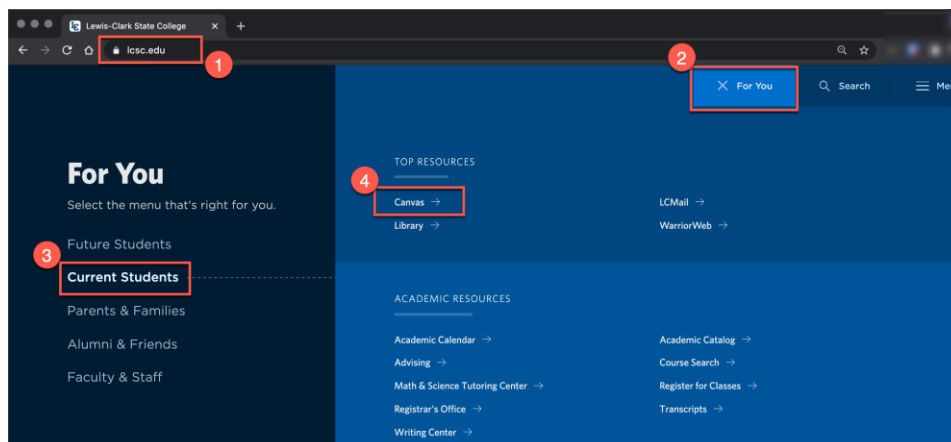 Lewis-Clark State College
lcsc.edu
1
2
For You
Search
Me
For You
Select the menu that's right for you.
Future Students
3
Current Students
Parents & Families
Alumni & Friends
Faculty & Staff
TOP RESOURCES
4
Canvas →
LCMail →
Library →
WarriorWeb →
ACADEMIC RESOURCES
Academic Calendar →
Academic Catalog →
Advising →
Course Search →
Math & Science Tutoring Center →
Register for Classes →
Registrar's Office →
Transcripts →
Writing Center →